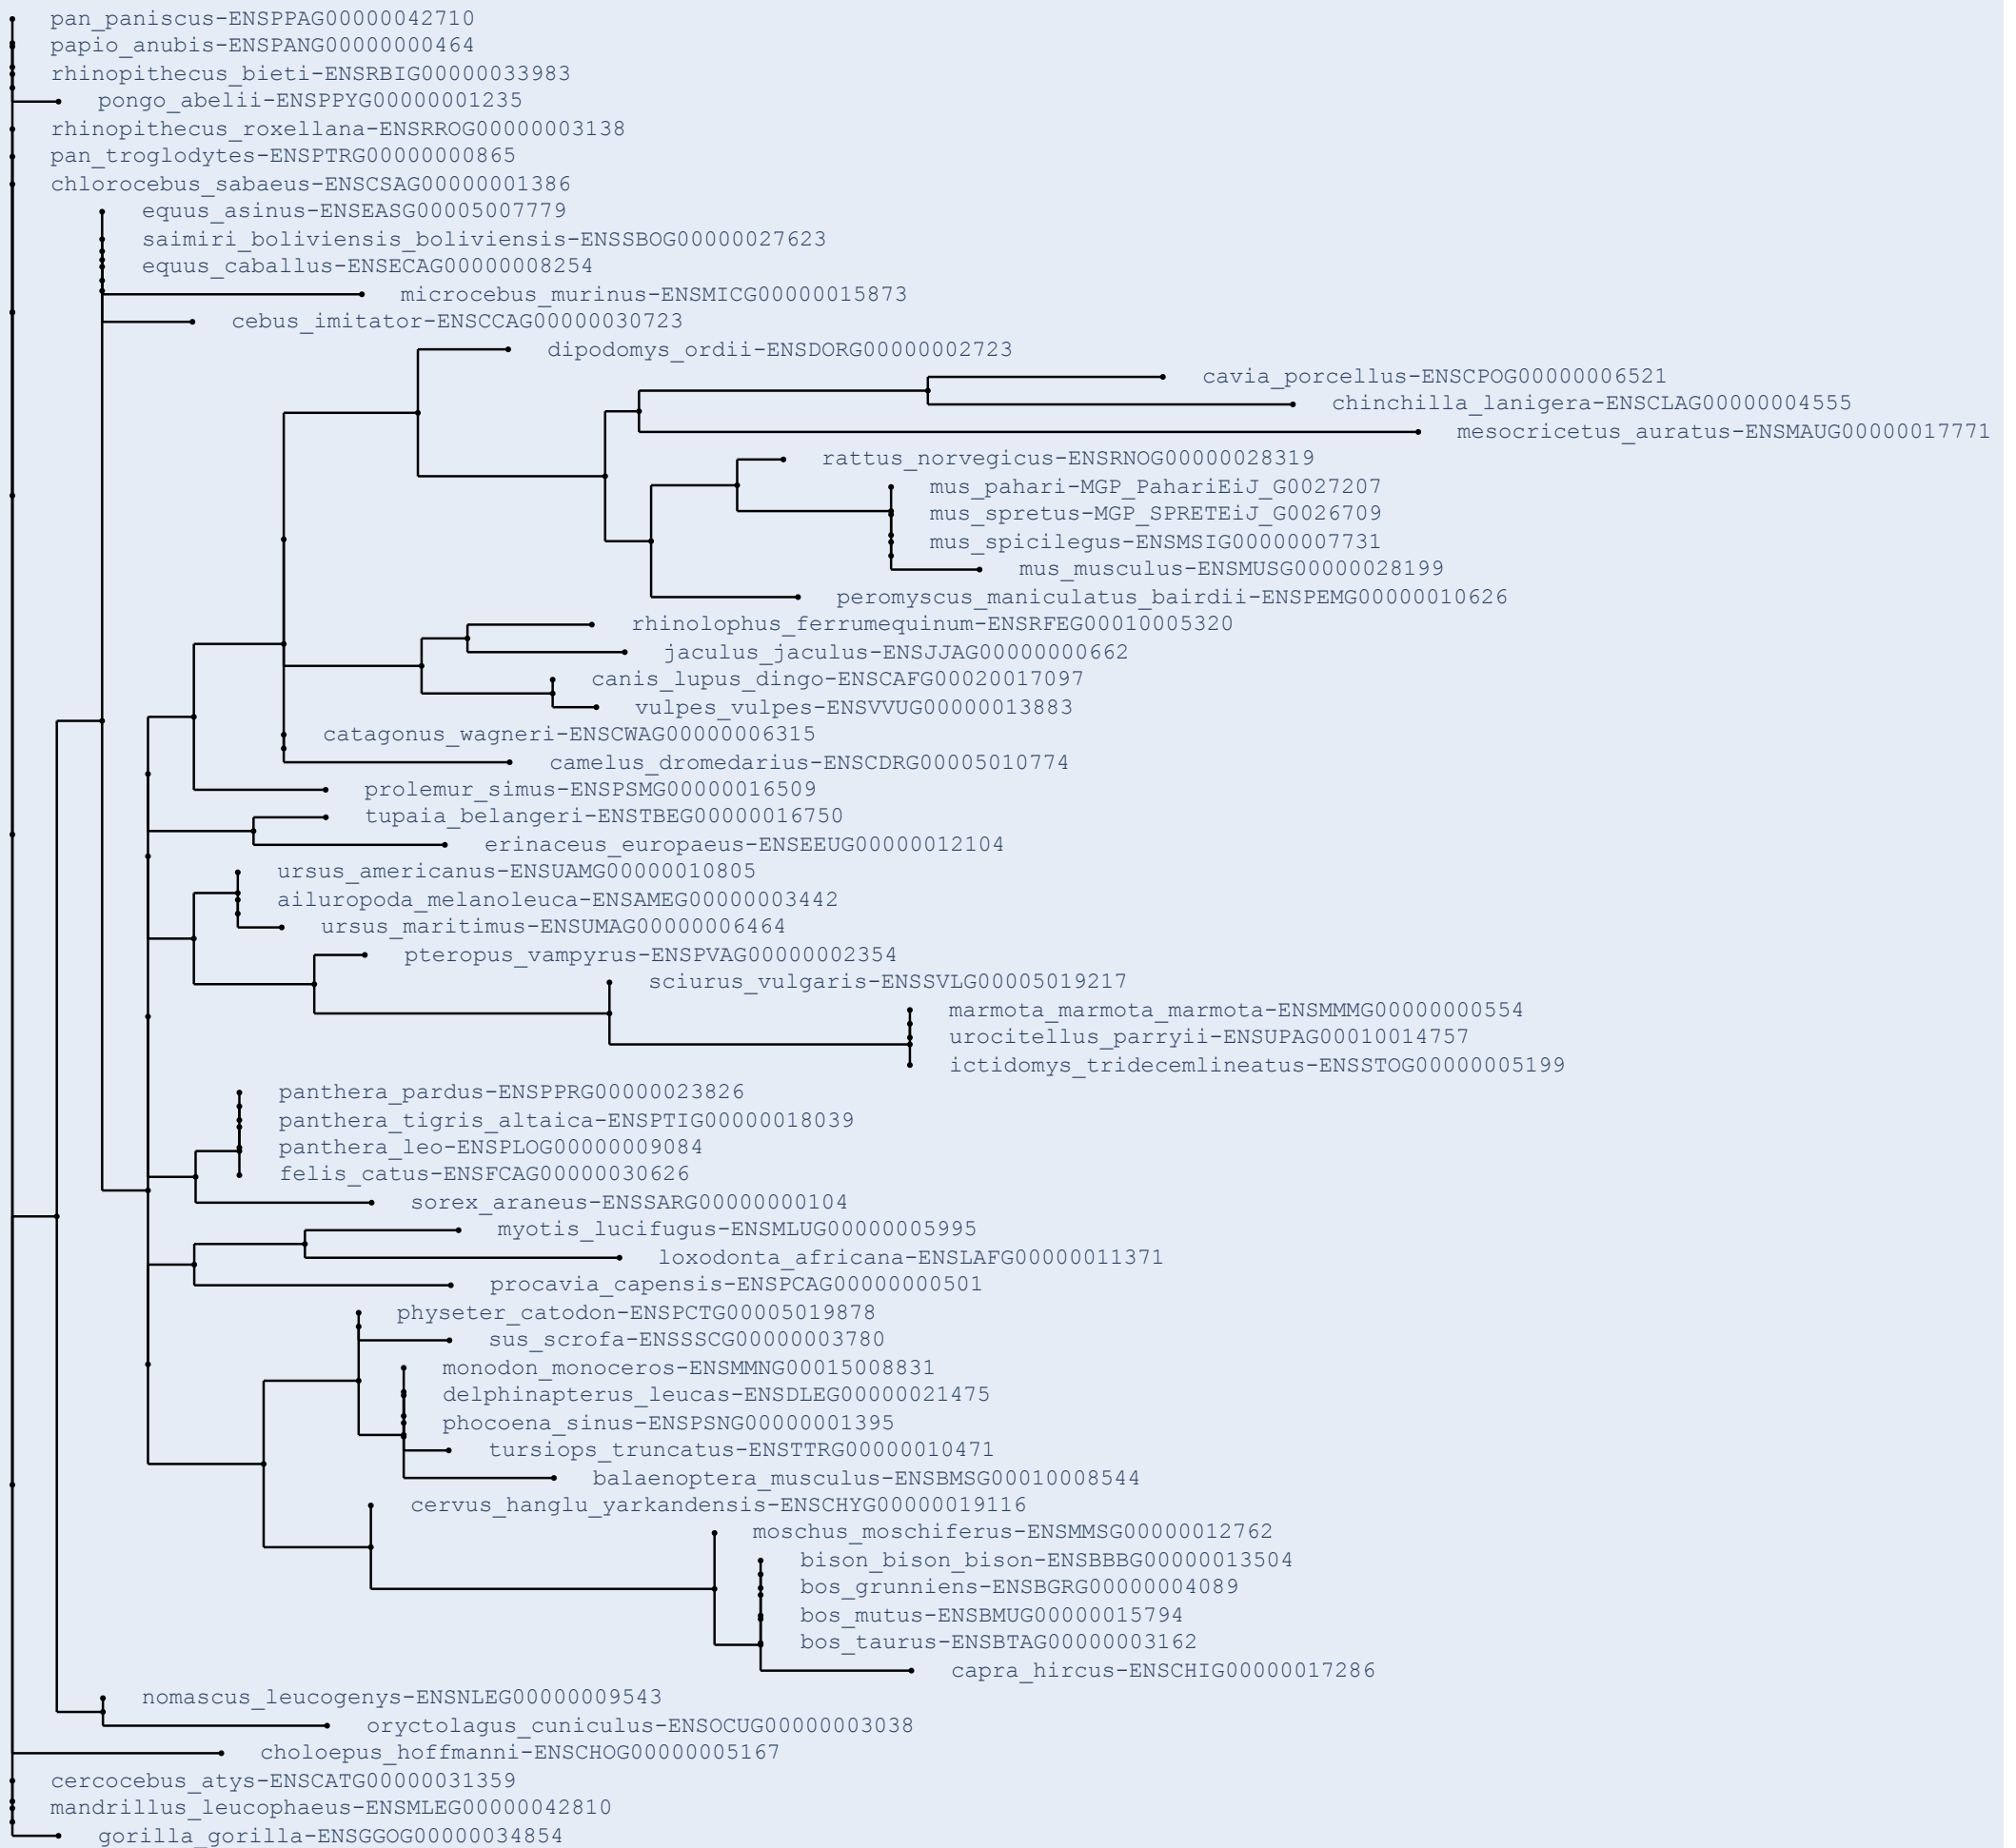 pan_paniscus-ENSPPAG00000042710
papio_anubis-ENSPANG00000000464
rhinopithecus_bieti-ENSRBIG00000033983
pongo_abelii-ENSPPYG00000001235
rhinopithecus_roxellana-ENSRROG00000003138
pan_troglodytes-ENSPTRG00000000865
chlorocebus_sabaeus-ENSCSAG00000001386
equus_asinus-ENSEASG00005007779
saimiri_boliviensis_boliviensis-ENSSBOG00000027623
equus_caballus-ENSECAG00000008254
microcebus_murinus-ENSMICG00000015873
cebus_imitator-ENSCCAG00000030723
dipodomys_ordii-ENSDORG00000002723
cavia_porcellus-ENSCPOG00000006521
chinchilla_lanigera-ENSCLAG00000004555
mesocricetus_auratus-ENSMAUG00000017771
rattus_norvegicus-ENSRNOG00000028319
mus_pahari-MGP_PahariEiJ_G0027207
mus_spretus-MGP_SPRETEiJ_G0026709
mus_spicilegus-ENSMSIG00000007731
mus_musculus-ENSMUSG00000028199
peromyscus_maniculatus_bairdii-ENSPEMG00000010626
rhinolophus_ferrumequinum-ENSRFEG00010005320
jaculus_jaculus-ENSJJAG00000000662
canis_lupus_dingo-ENSCAFG00020017097
vulpes_vulpes-ENSVVUG00000013883
catagonus_wagneri-ENSCWAG00000006315
camelus_dromedarius-ENSCDRG00005010774
prolemur_simus-ENSPSMG00000016509
tupaia_belangeri-ENSTBEG00000016750
erinaceus_europaeus-ENSEEUG00000012104
ursus_americanus-ENSUAMG00000010805
ailuropoda_melanoleuca-ENSAMEG00000003442
ursus_maritimus-ENSUMAG00000006464
pteropus_vampyrus-ENSPVAG00000002354
sciurus_vulgaris-ENSSVLG00005019217
marmota_marmota_marmota-ENSMMMG00000000554
urocitellus_parryii-ENSUPAG00010014757
ictidomys_tridecemlineatus-ENSSTOG00000005199
panthera_pardus-ENSPPRG00000023826
panthera_tigris_altaica-ENSPTIG00000018039
panthera_leo-ENSPLOG00000009084
felis_catus-ENSFCAG00000030626
sorex_araneus-ENSSARG00000000104
myotis_lucifugus-ENSMLUG00000005995
loxodonta_africana-ENSLAFG00000011371
procavia_capensis-ENSPCAG00000000501
physeter_catodon-ENSPCTG00005019878
sus_scrofa-ENSSSCG00000003780
monodon_monoceros-ENSMMNG00015008831
delphinapterus_leucas-ENSDLEG00000021475
phocoena_sinus-ENSPSNG00000001395
tursiops_truncatus-ENSTTRG00000010471
balaenoptera_musculus-ENSBMSG00010008544
cervus_hanglu_yarkandensis-ENSCHYG00000019116
moschus_moschiferus-ENSMMSG00000012762
bison_bison_bison-ENSBBBG00000013504
bos_grunniens-ENSBGRG00000004089
bos_mutus-ENSBMUG00000015794
bos_taurus-ENSBTAG00000003162
capra_hircus-ENSCHIG00000017286
nomascus_leucogenys-ENSNLEG00000009543
oryctolagus_cuniculus-ENSOCUG00000003038
choloepus_hoffmanni-ENSCHOG00000005167
cercocebus_atys-ENSCATG00000031359
mandrillus_leucophaeus-ENSMLEG00000042810
gorilla_gorilla-ENSGGOG00000034854